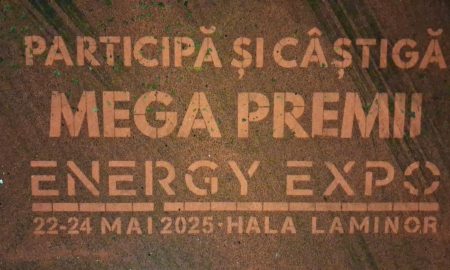 PARTICIPĂ ȘI CÂȘTIGĂ
MEGA PREMII
ENERGY EXPO
22-24 MAI 2025·HALA LAMINOR